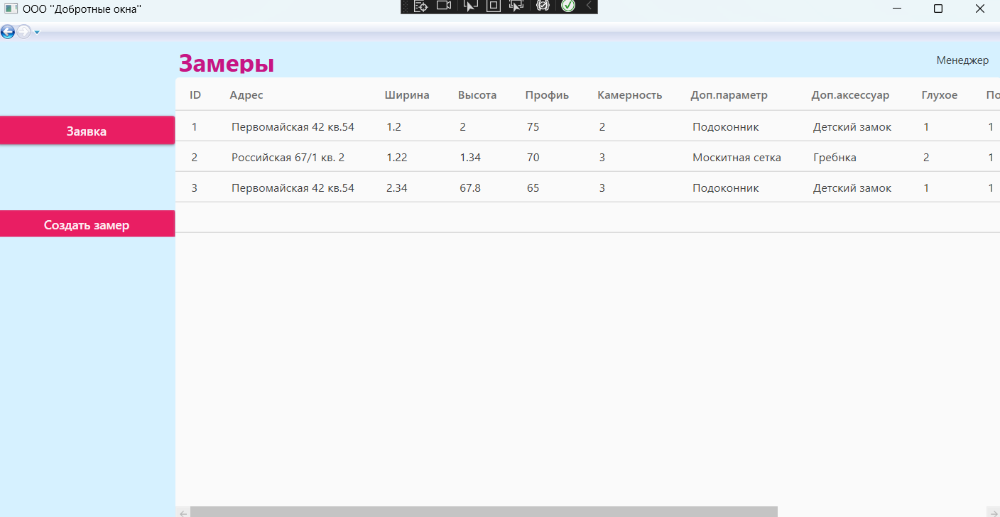 ООО "Добротные окна"
Замеры
Менеджер
ID Адрес Ширина Высота Профиь Камерность Доп.параметр Доп.аксессуар Глухое По
1 Первомайская 42 кв.54 1.2 2 75 2 Подоконник Детский замок 1 1
Заявка
2 Российская 67/1 кв. 2 1.22 1.34 70 3 Москитная сетка Гребнка 2 1
3 Первомайская 42 кв.54 2.34 67.8 65 3 Подоконник Детский замок 1 1
Создать замер